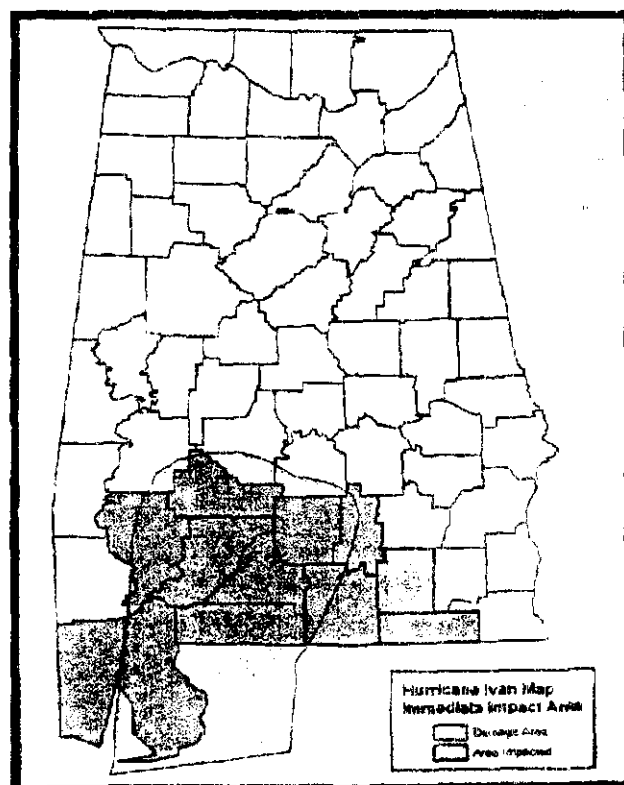 Hurricane Ivan Map
Immediate Impact Area
Damage Area
Area Impacted